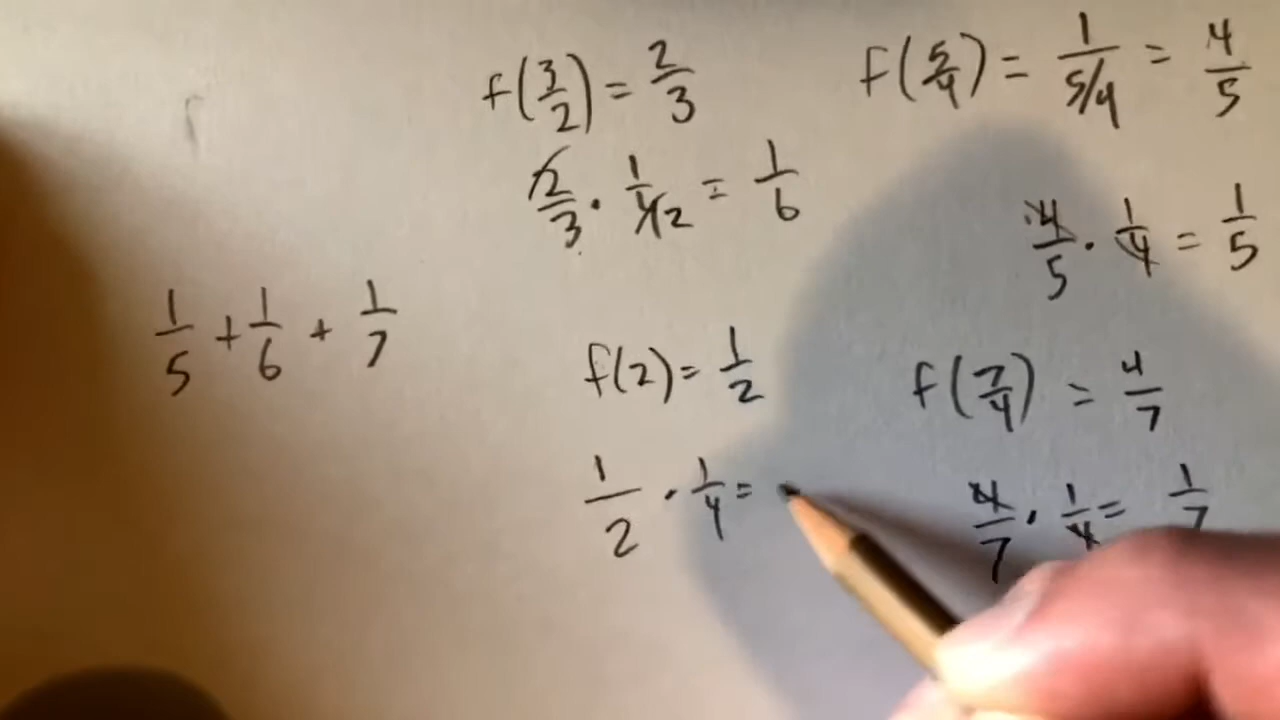 f(3/2) = 2/3
f(5/4) = 1/5/4 = 4/5
2/3 · 1/2 = 1/6
4/5 · 1/4 = 1/5
1/5 + 1/6 + 1/7
f(2) = 1/2
f(7/4) = 4/7
1/2 · 1/4 =
4/7 · 1/4 = 1/7